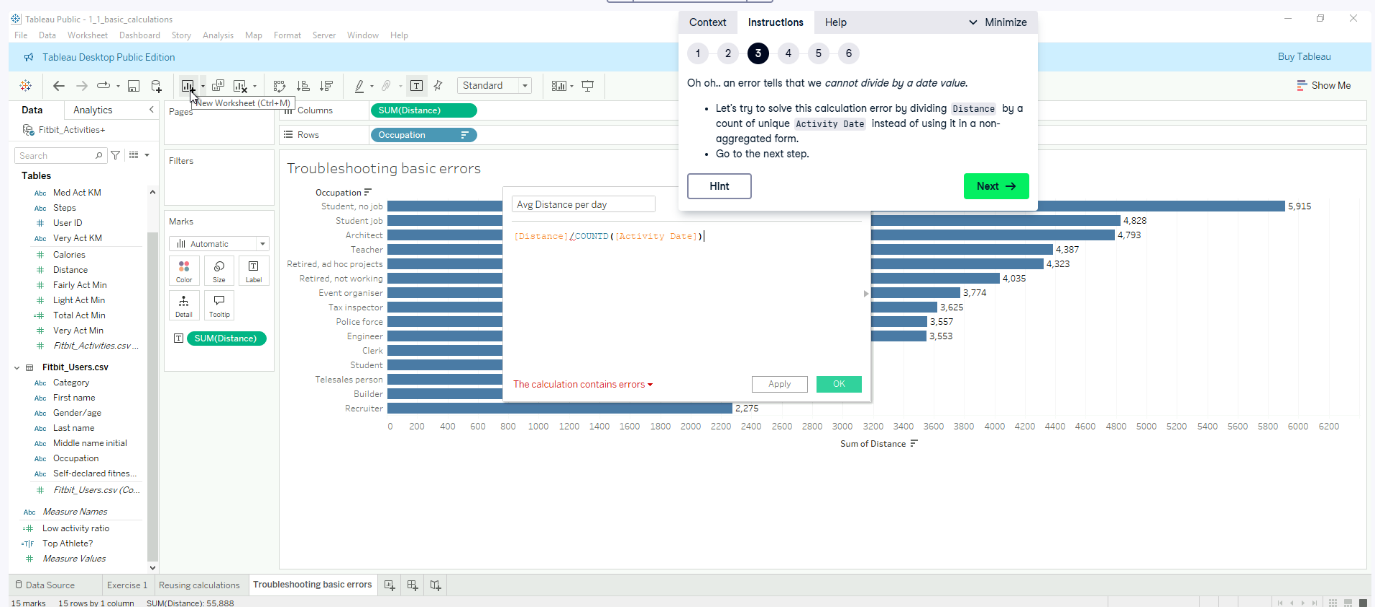 Tableau Public - 1_1_basic_calculations
File Data Worksheet Dashboard Story Analysis Map Format Server Window Help
Tableau Desktop Public Edition
Buy Tableau
Standard
Show Me
New Worksheet (Ctrl+M)
Data Analytics
Fitbit_Activities+
Search
Tables
Abc Med Act KM
Abc Steps
# User ID
Abc Very Act KM
# Calories
# Distance
# Fairly Act Min
# Light Act Min
=# Total Act Min
# Very Act Min
# Fitbit_Activities.csv ...
Fitbit_Users.csv
Abc Category
Abc First name
Abc Gender/age
Abc Last name
Abc Middle name initial
Abc Occupation
Abc Self-declared fitnes...
# Fitbit_Users.csv (Co...
Abc Measure Names
=# Low activity ratio
=T|F Top Athlete?
# Measure Values
Pages
Filters
Marks
Automatic
Color Size Label
Detail Tooltip
SUM(Distance)
Columns SUM(Distance)
Rows Occupation
Troubleshooting basic errors
Occupation
Student, no job 5,915
Student job 4,828
Architect 4,793
Teacher 4,387
Retired, ad hoc projects 4,323
Retired, not working 4,035
Event organiser 3,774
Tax inspector 3,625
Police force 3,557
Engineer 3,553
Clerk
Student
Telesales person
Builder
Recruiter 2,275
0 200 400 600 800 1000 1200 1400 1600 1800 2000 2200 2400 2600 2800 3000 3200 3400 3600 3800 4000 4200 4400 4600 4800 5000 5200 5400 5600 5800 6000 6200
Sum of Distance
Avg Distance per day
[Distance]/COUNTD([Activity Date])
The calculation contains errors
Apply OK
Context Instructions Help Minimize
1 2 3 4 5 6
Oh oh.. an error tells that we cannot divide by a date value.
• Let's try to solve this calculation error by dividing Distance by a
count of unique Activity Date instead of using it in a non-
aggregated form.
• Go to the next step.
Hint Next →
Data Source Exercise 1 Reusing calculations Troubleshooting basic errors
15 marks 15 rows by 1 column SUM(Distance): 55,888